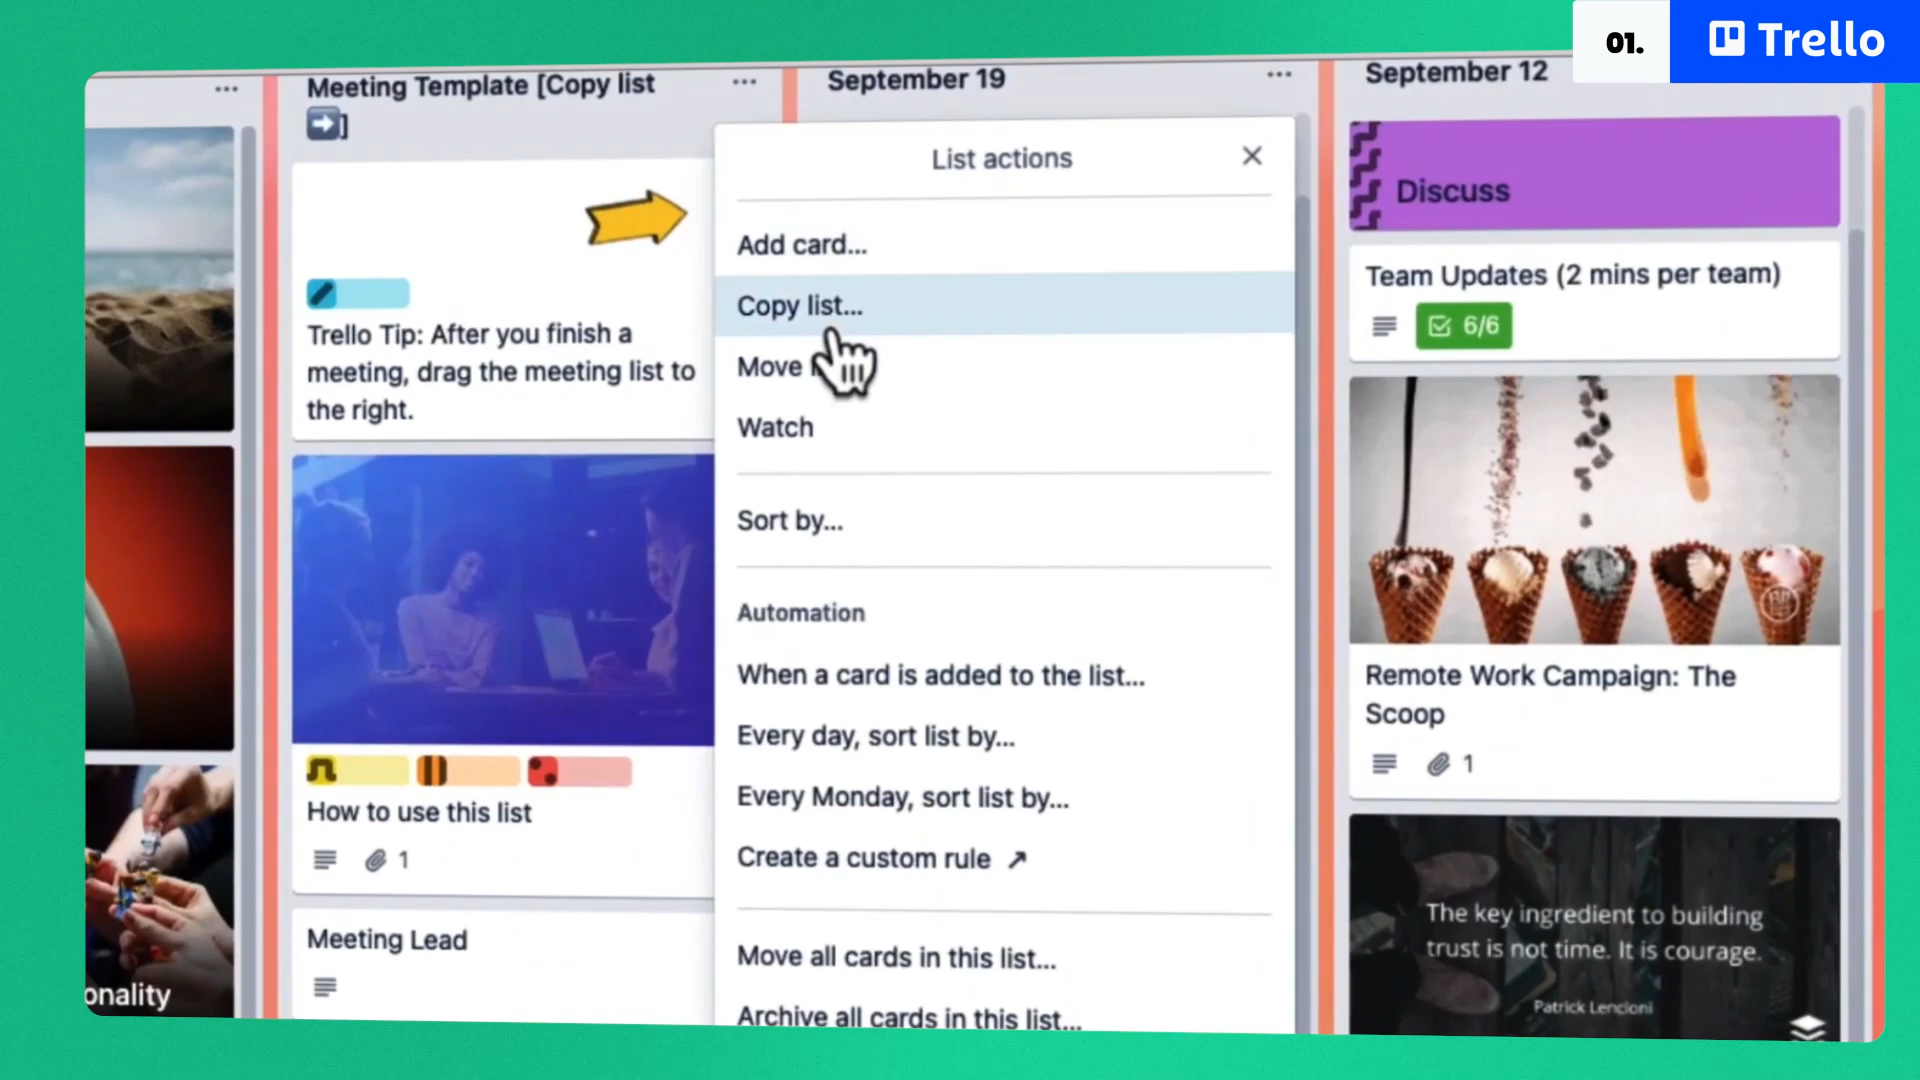 01.
Trello
Meeting Template [Copy list
➡]
Trello Tip: After you finish a
meeting, drag the meeting list to
the right.
How to use this list
1
Meeting Lead
onality
September 19
List actions
Add card...
Copy list...
Move
Watch
Sort by...
Automation
When a card is added to the list...
Every day, sort list by...
Every Monday, sort list by...
Create a custom rule ↗
Move all cards in this list...
Archive all cards in this list...
September 12
Discuss
Team Updates (2 mins per team)
6/6
Remote Work Campaign: The
Scoop
1
The key ingredient to building
trust is not time. It is courage.
Patrick Lencioni